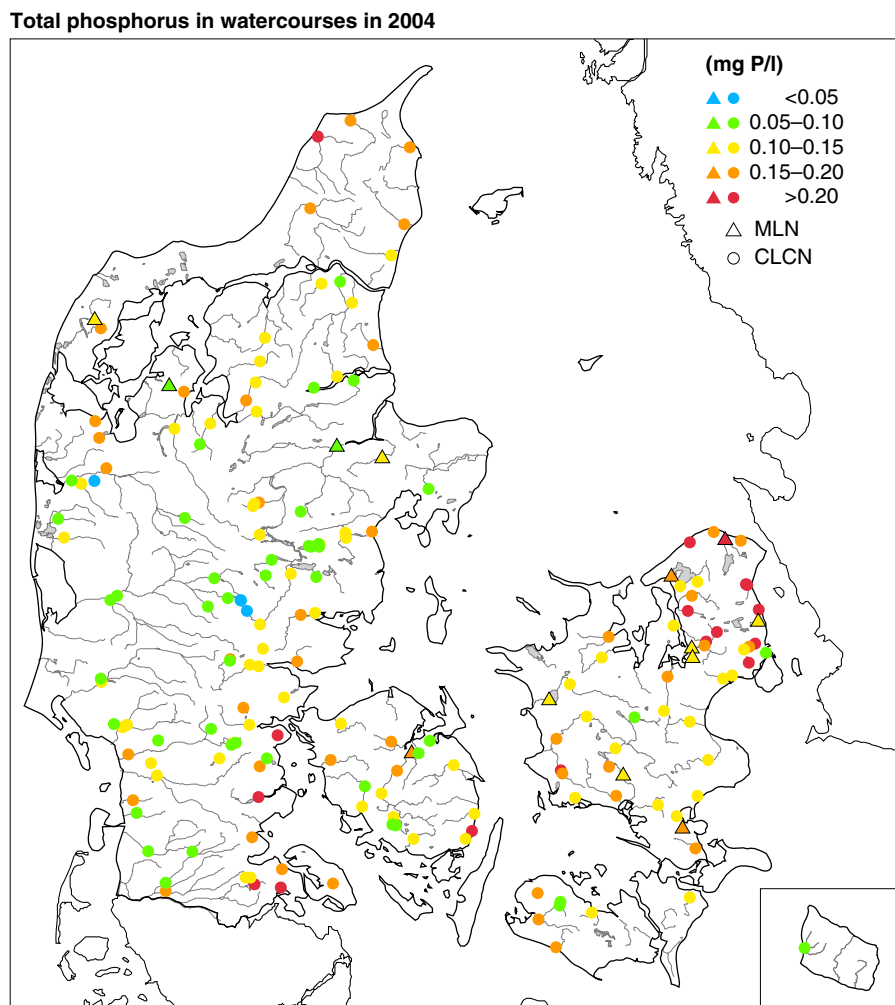 Total phosphorus in watercourses in 2004
(mg P/l)
<0.05
0.05–0.10
0.10–0.15
0.15–0.20
>0.20
MLN
CLCN